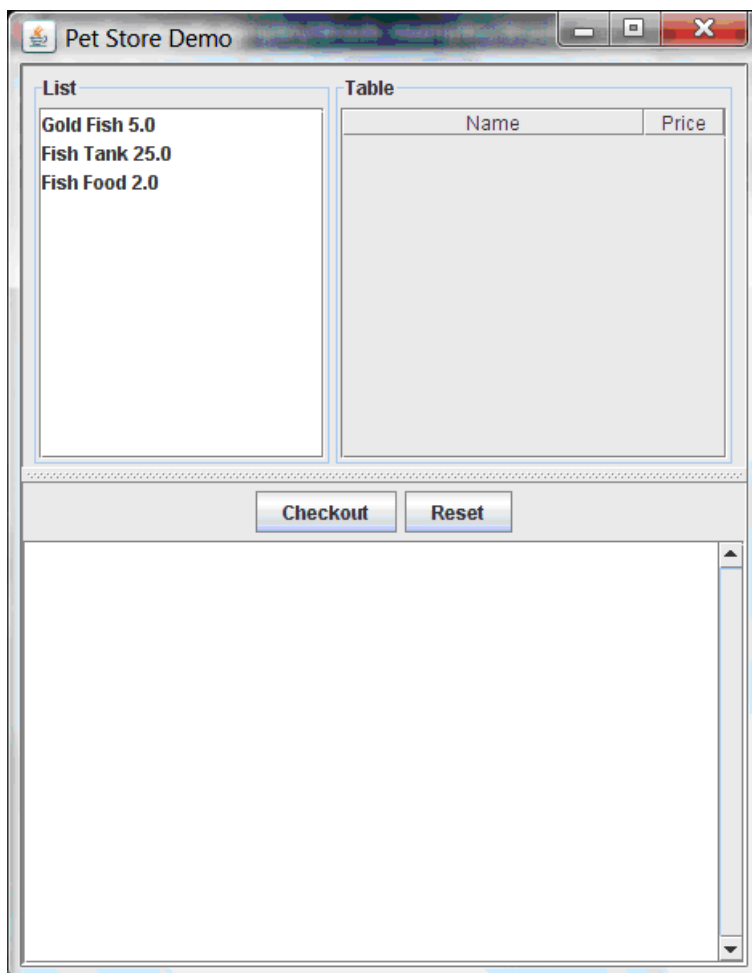 Pet Store Demo
List
Gold Fish 5.0
Fish Tank 25.0
Fish Food 2.0
Table
Name Price
Checkout Reset